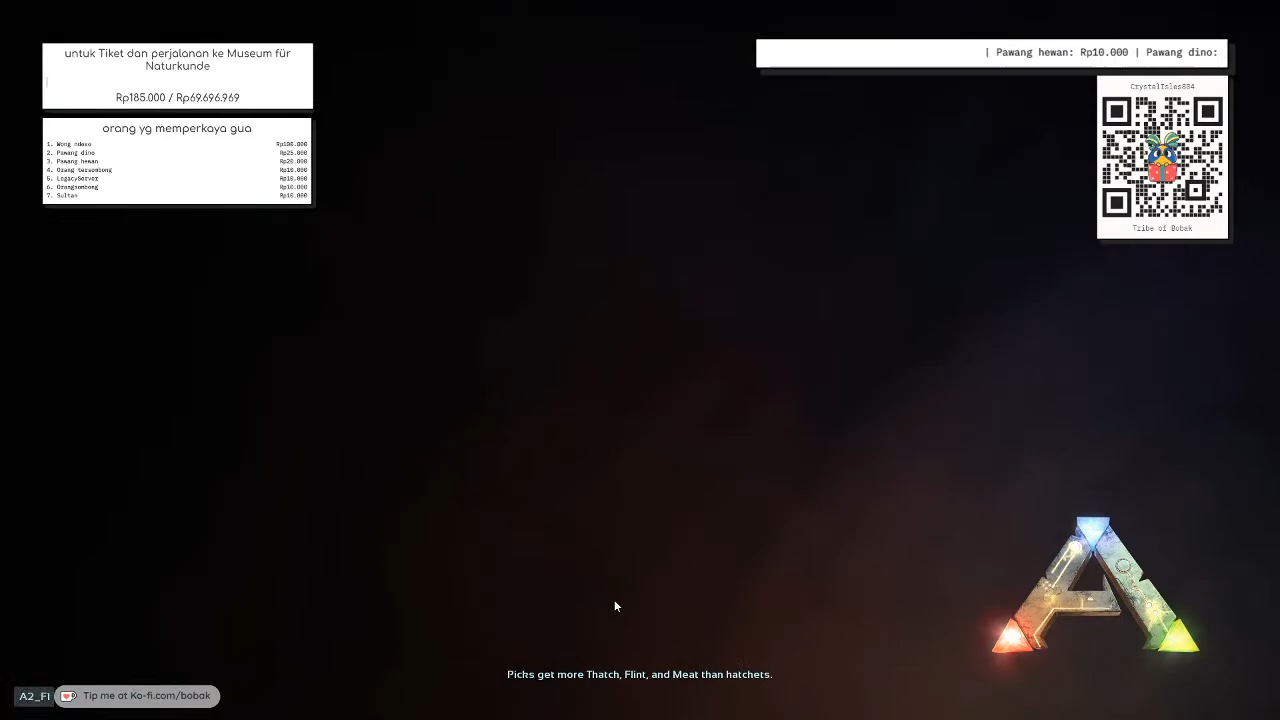 untuk Tiket dan perjalanan ke Museum für
Naturkunde
Rp185.000 / Rp69.696.969
orang yg memperkaya gua
1. Wong ndeso Rp100.000
2. Pawang dino Rp25.000
3. Pawang hewan Rp20.000
4. Orang tersombong Rp10.000
5. LegacyServer Rp10.000
6. Orangsombong Rp10.000
7. Sultan Rp10.000
| Pawang hewan: Rp10.000 | Pawang dino:
CrystalIsles884
Tribe of Bobak
Picks get more Thatch, Flint, and Meat than hatchets.
A2_FI
Tip me at Ko-fi.com/bobak